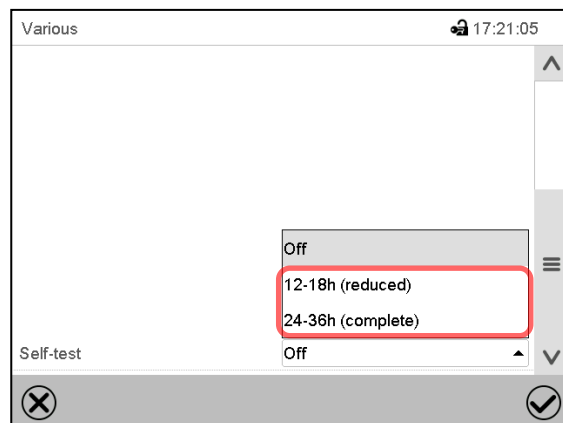 Various 17:21:05
Off
12-18h (reduced)
24-36h (complete)
Self-test Off